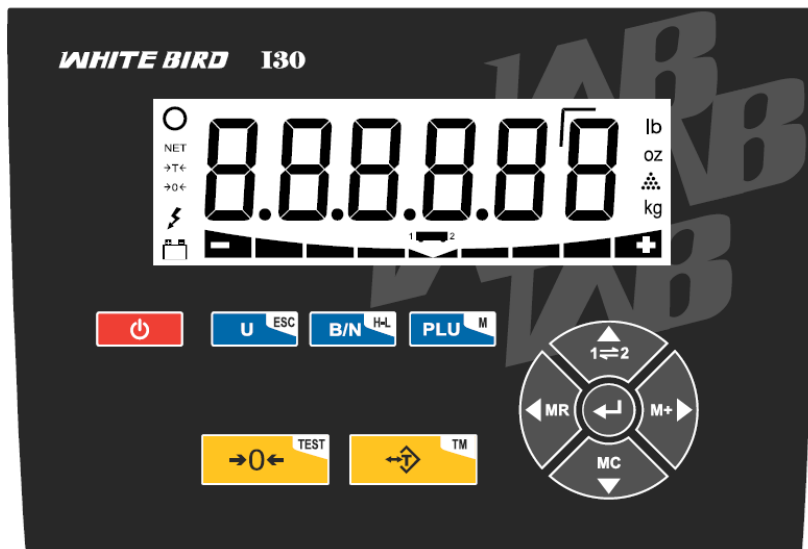 WHITE BIRD I30
8.8.8.8.8.8
NET
→T←
→0←
lb
oz
kg
1 2
- +
U ESC
B/N H-L
PLU M
1⇌2
MR
M+
MC
→0← TEST
T TM